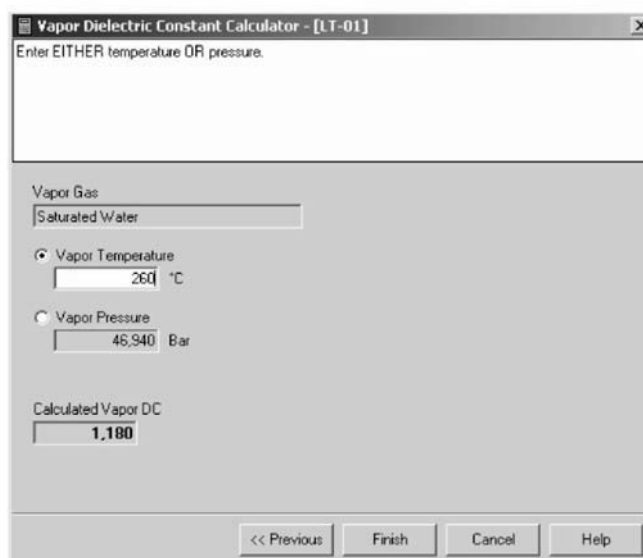 Vapor Dielectric Constant Calculator - [LT-01]
Enter EITHER temperature OR pressure.
Vapor Gas
Saturated Water
Vapor Temperature
260 °C
Vapor Pressure
46,940 Bar
Calculated Vapor DC
1,180
<< Previous Finish Cancel Help